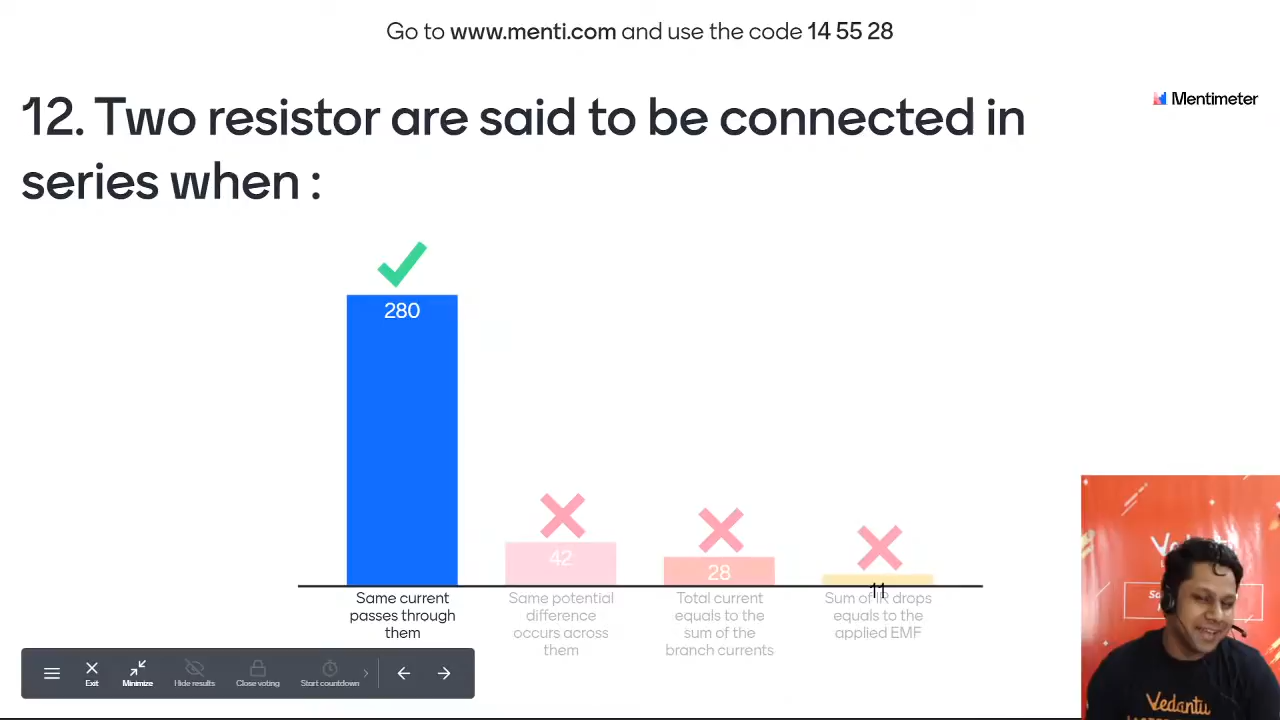 Go to www.menti.com and use the code 14 55 28
Mentimeter
12. Two resistor are said to be connected in
series when :
280
42
28
11
Same current
passes through
them
Same potential
difference
occurs across
them
Total current
equals to the
sum of the
branch currents
Sum of IR drops
equals to the
applied EMF
Exit
Minimize
Hide results
Close voting
Start countdown
Vedantu